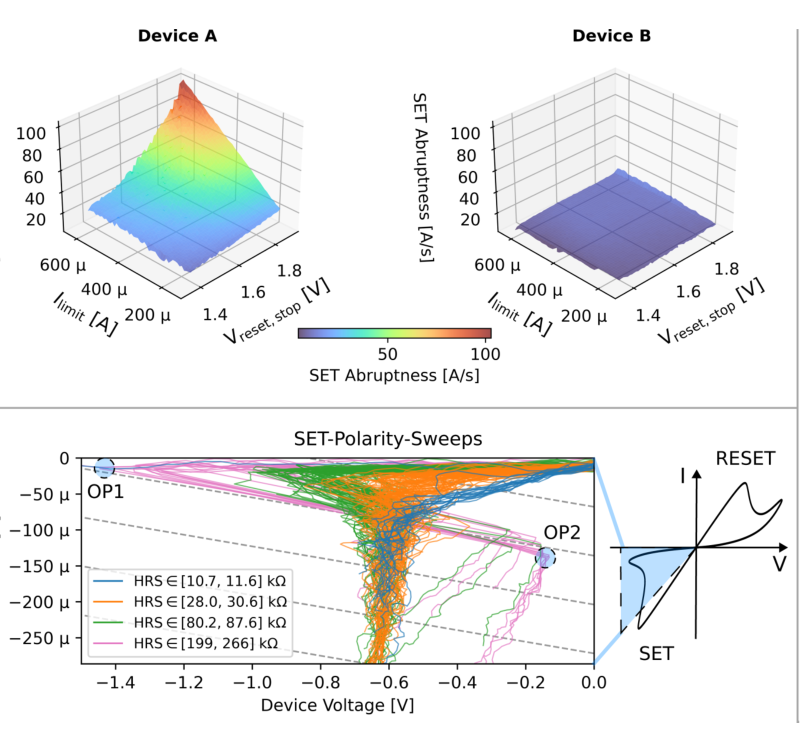 Device A
Device B
100
80
60
40
20
600 µ
400 µ
200 µ
I_limit [A]
1.4
1.6
1.8
V_reset, stop [V]
SET Abruptness [A/s]
100
80
60
40
20
600 µ
400 µ
200 µ
I_limit [A]
1.4
1.6
1.8
V_reset, stop [V]
50
100
SET Abruptness [A/s]
SET-Polarity-Sweeps
0
−50 µ
−100 µ
−150 µ
−200 µ
−250 µ
OP1
OP2
HRS ∈ [10.7, 11.6] kΩ
HRS ∈ [28.0, 30.6] kΩ
HRS ∈ [80.2, 87.6] kΩ
HRS ∈ [199, 266] kΩ
−1.4
−1.2
−1.0
−0.8
−0.6
−0.4
−0.2
0.0
Device Voltage [V]
RESET
I
V
SET